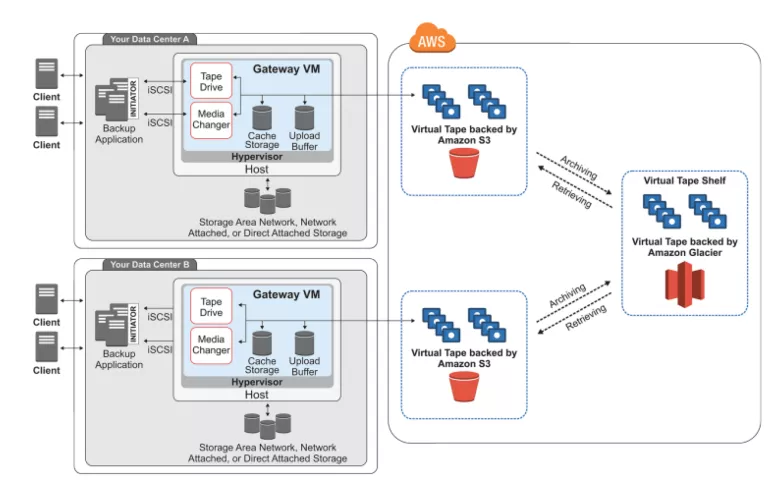 Your Data Center A
Client
Client
Backup
Application
INITIATOR
iSCSI
iSCSI
Gateway VM
Tape
Drive
Media
Changer
Cache
Storage
Upload
Buffer
Hypervisor
Host
Storage Area Network, Network
Attached, or Direct Attached Storage
Your Data Center B
Client
Client
Backup
Application
INITIATOR
iSCSI
iSCSI
Gateway VM
Tape
Drive
Media
Changer
Cache
Storage
Upload
Buffer
Hypervisor
Host
Storage Area Network, Network
Attached, or Direct Attached Storage
AWS
Virtual Tape backed by
Amazon S3
Archiving
Retrieving
Virtual Tape Shelf
Virtual Tape backed by
Amazon Glacier
Archiving
Retrieving
Virtual Tape backed by
Amazon S3